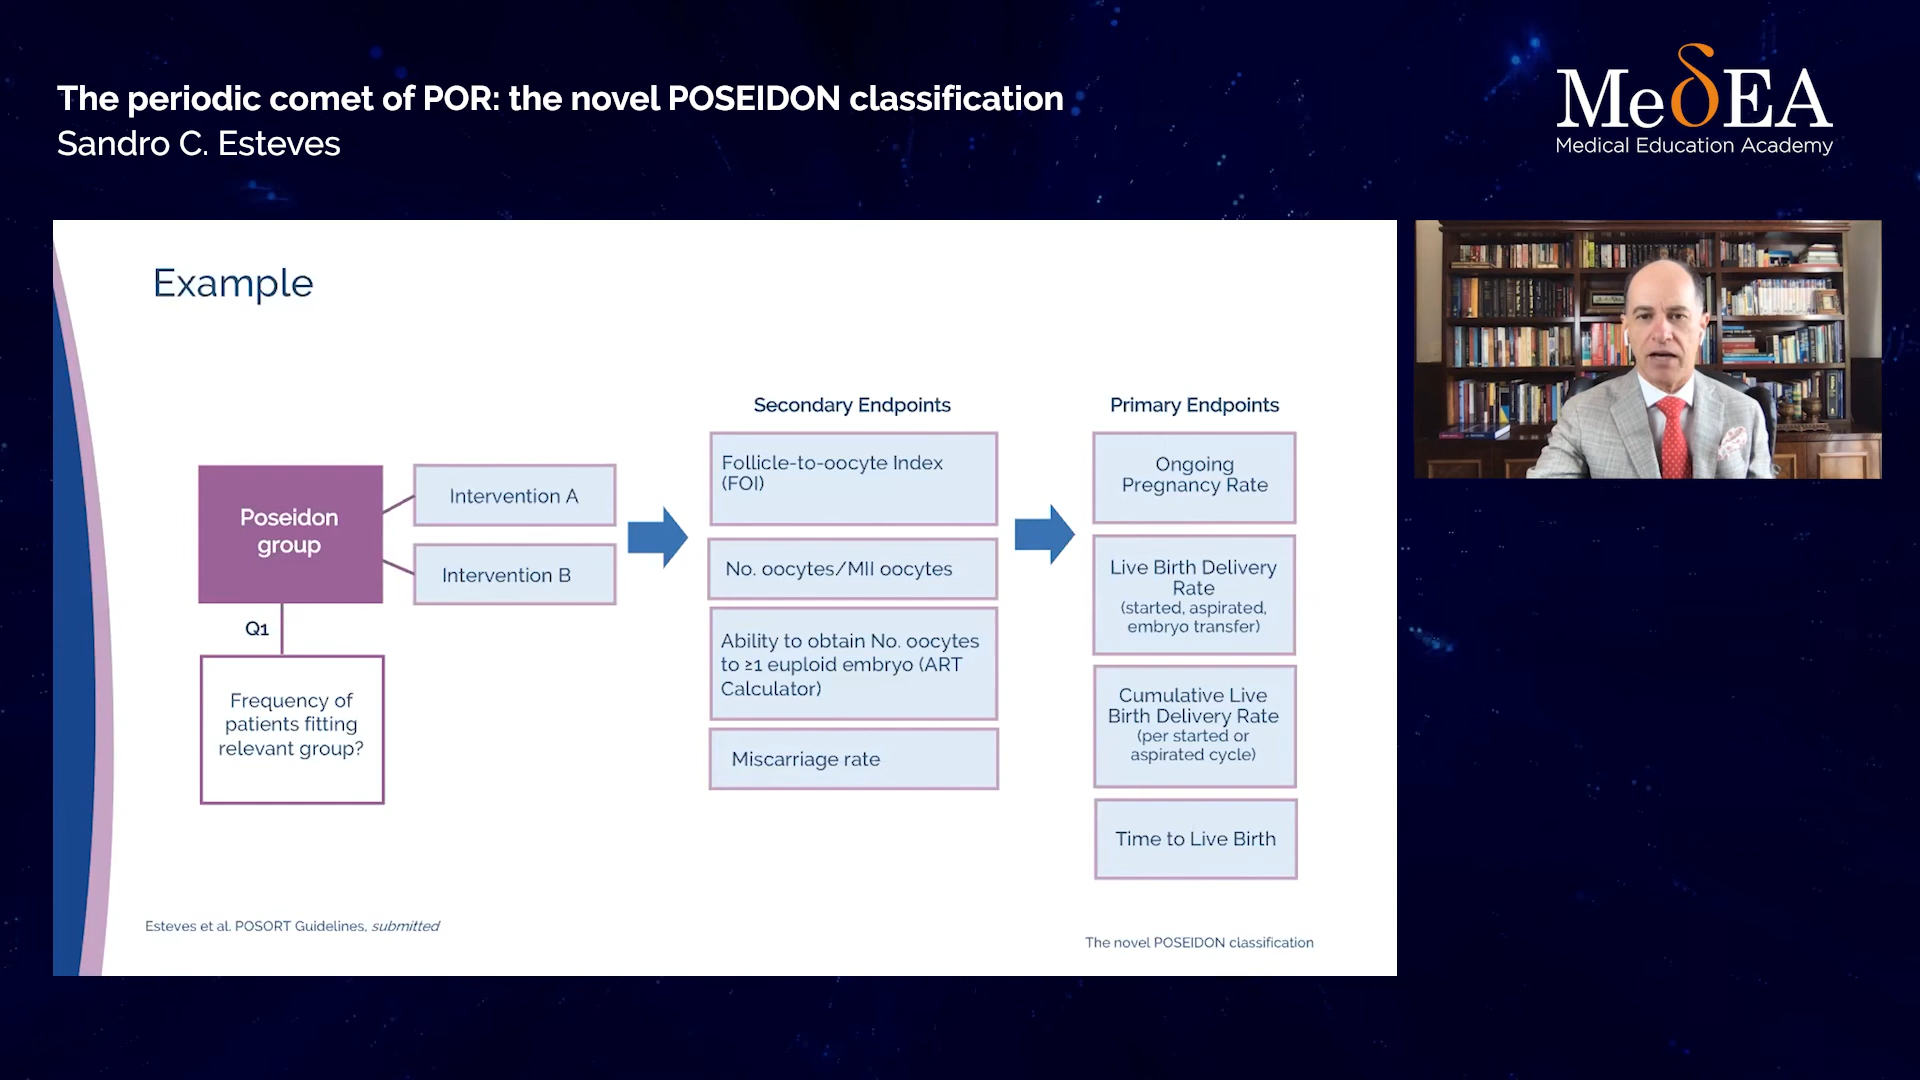 The periodic comet of POR: the novel POSEIDON classification
Sandro C. Esteves
MeδEA
Medical Education Academy
Example
Poseidon
group
Q1
Frequency of
patients fitting
relevant group?
Intervention A
Intervention B
Secondary Endpoints
Follicle-to-oocyte Index
(FOI)
No. oocytes/MII oocytes
Ability to obtain No. oocytes
to ≥1 euploid embryo (ART
Calculator)
Miscarriage rate
Primary Endpoints
Ongoing
Pregnancy Rate
Live Birth Delivery
Rate
(started, aspirated,
embryo transfer)
Cumulative Live
Birth Delivery Rate
(per started or
aspirated cycle)
Time to Live Birth
Esteves et al. POSORT Guidelines, submitted
The novel POSEIDON classification